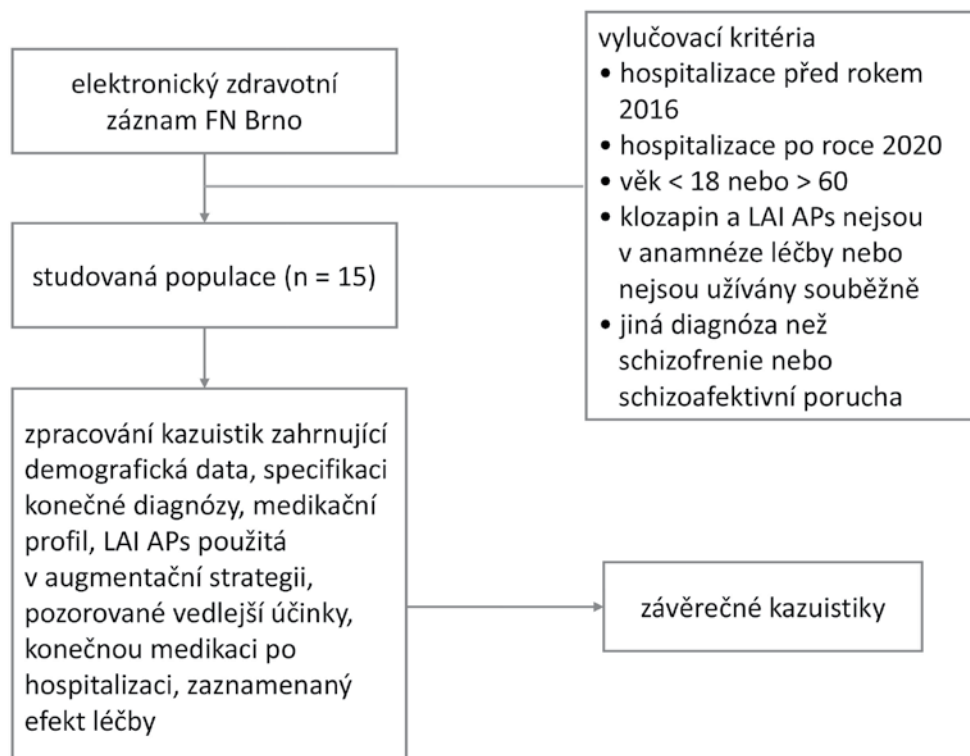 elektronický zdravotní
záznam FN Brno
vylučovací kritéria
• hospitalizace před rokem
2016
• hospitalizace po roce 2020
• věk < 18 nebo > 60
• klozapin a LAI APs nejsou
v anamnéze léčby nebo
nejsou užívány souběžně
• jiná diagnóza než
schizofrenie nebo
schizoafektivní porucha
studovaná populace (n = 15)
zpracování kazuistik zahrnující
demografická data, specifikaci
konečné diagnózy, medikační
profil, LAI APs použitá
v augmentační strategii,
pozorované vedlejší účinky,
konečnou medikaci po
hospitalizaci, zaznamenaný
efekt léčby
závěrečné kazuistiky